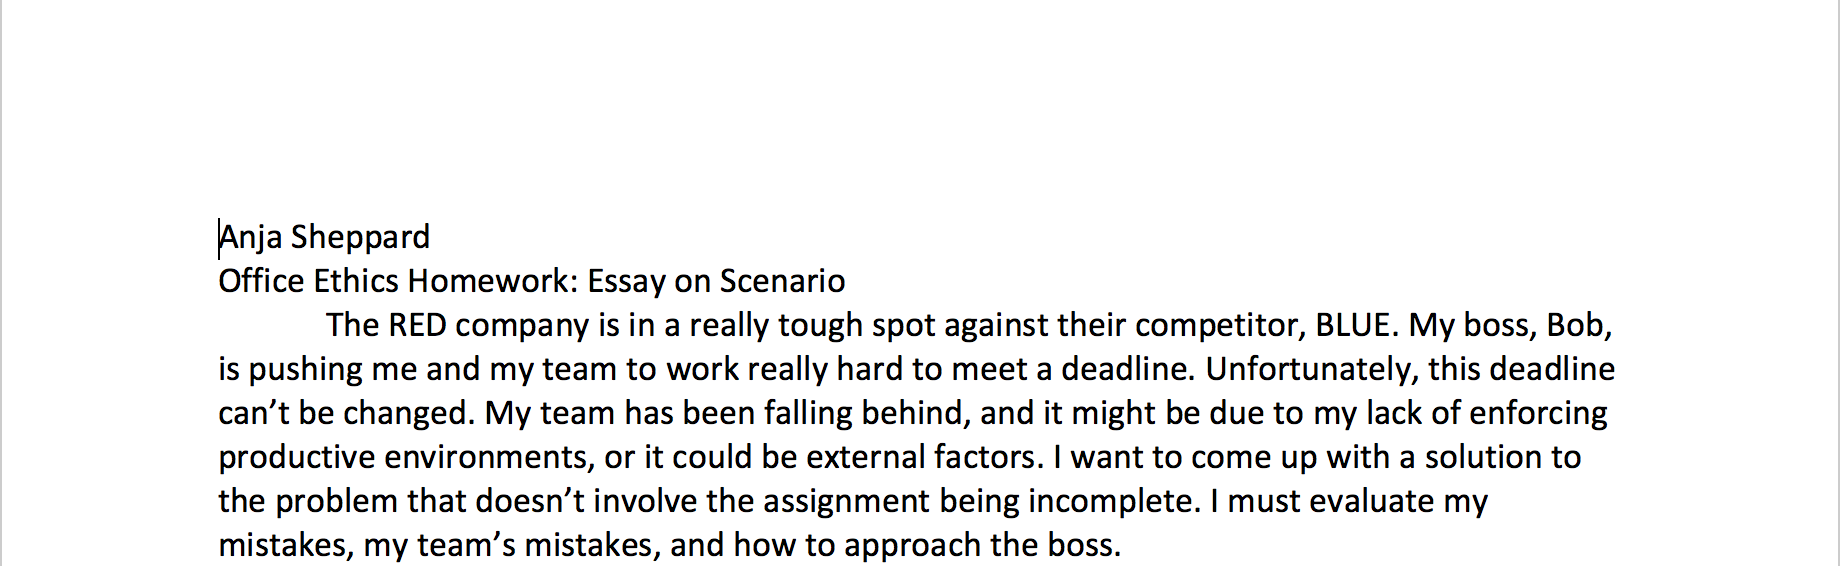 Anja Sheppard
Office Ethics Homework: Essay on Scenario
The RED company is in a really tough spot against their competitor, BLUE. My boss, Bob,
is pushing me and my team to work really hard to meet a deadline. Unfortunately, this deadline
can’t be changed. My team has been falling behind, and it might be due to my lack of enforcing
productive environments, or it could be external factors. I want to come up with a solution to
the problem that doesn’t involve the assignment being incomplete. I must evaluate my
mistakes, my team’s mistakes, and how to approach the boss.